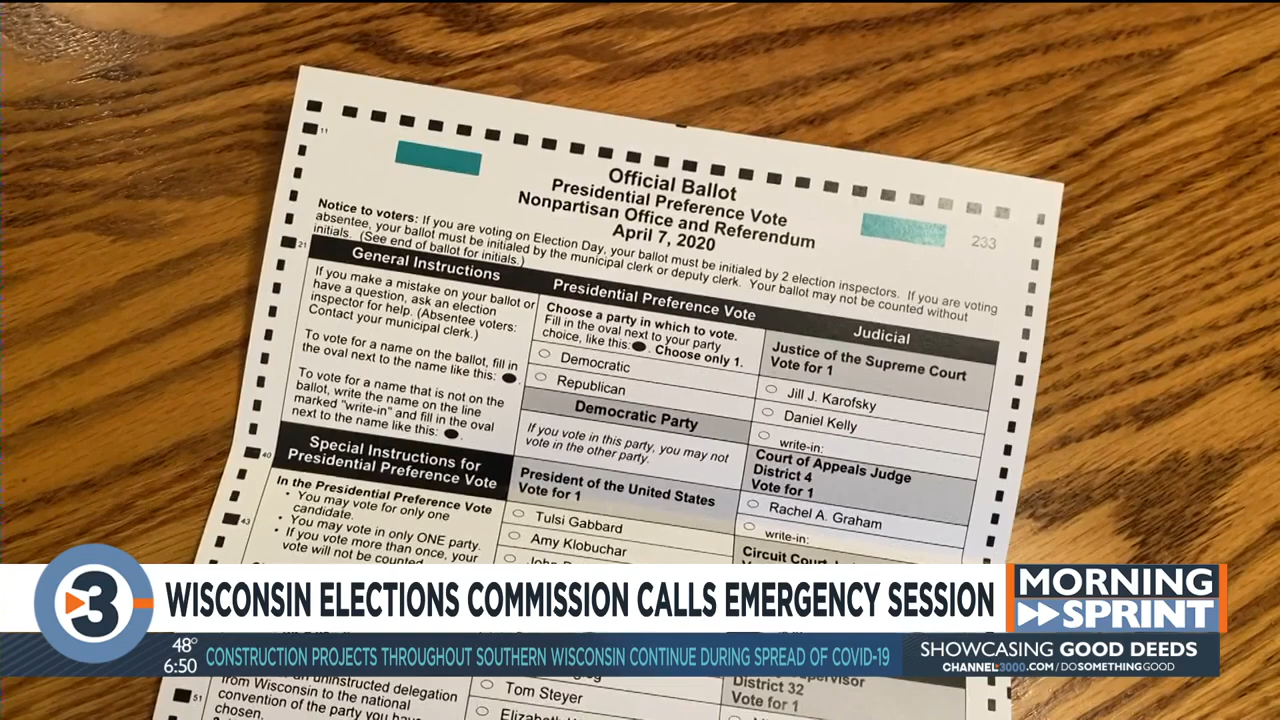 11
Official Ballot
Presidential Preference Vote
Nonpartisan Office and Referendum
April 7, 2020
233
Notice to voters: If you are voting on Election Day, your ballot must be initialed by 2 election inspectors. If you are voting
absentee, your ballot must be initialed by the municipal clerk or deputy clerk. Your ballot may not be counted without
initials. (See end of ballot for initials.)
21
General Instructions
If you make a mistake on your ballot or
have a question, ask an election
inspector for help. (Absentee voters:
Contact your municipal clerk.)
To vote for a name on the ballot, fill in
the oval next to the name like this:
To vote for a name that is not on the
ballot, write the name on the line
marked "write-in" and fill in the oval
next to the name like this:
40
Special Instructions for
Presidential Preference Vote
In the Presidential Preference Vote
• You may vote for only one
candidate.
• You may vote in only ONE party.
• If you vote more than once, your
vote will not be counted
43
Presidential Preference Vote
Choose a party in which to vote.
Fill in the oval next to your party
choice, like this: . Choose only 1.
Democratic
Republican
Democratic Party
If you vote in this party, you may not
vote in the other party.
President of the United States
Vote for 1
Tulsi Gabbard
Amy Klobuchar
John
Judicial
Justice of the Supreme Court
Vote for 1
Jill J. Karofsky
Daniel Kelly
write-in:
Court of Appeals Judge
District 4
Vote for 1
Rachel A. Graham
write-in:
Circuit Court
3
WISCONSIN ELECTIONS COMMISSION CALLS EMERGENCY SESSION
MORNING
SPRINT
48°
6:50
CONSTRUCTION PROJECTS THROUGHOUT SOUTHERN WISCONSIN CONTINUE DURING SPREAD OF COVID-19
SHOWCASING GOOD DEEDS
CHANNEL3000.COM/DOSOMETHINGGOOD
51
an uninstructed delegation
from Wisconsin to the national
convention of the party you have
chosen.
Tom Steyer
Elizabeth
District 32
Vote for 1